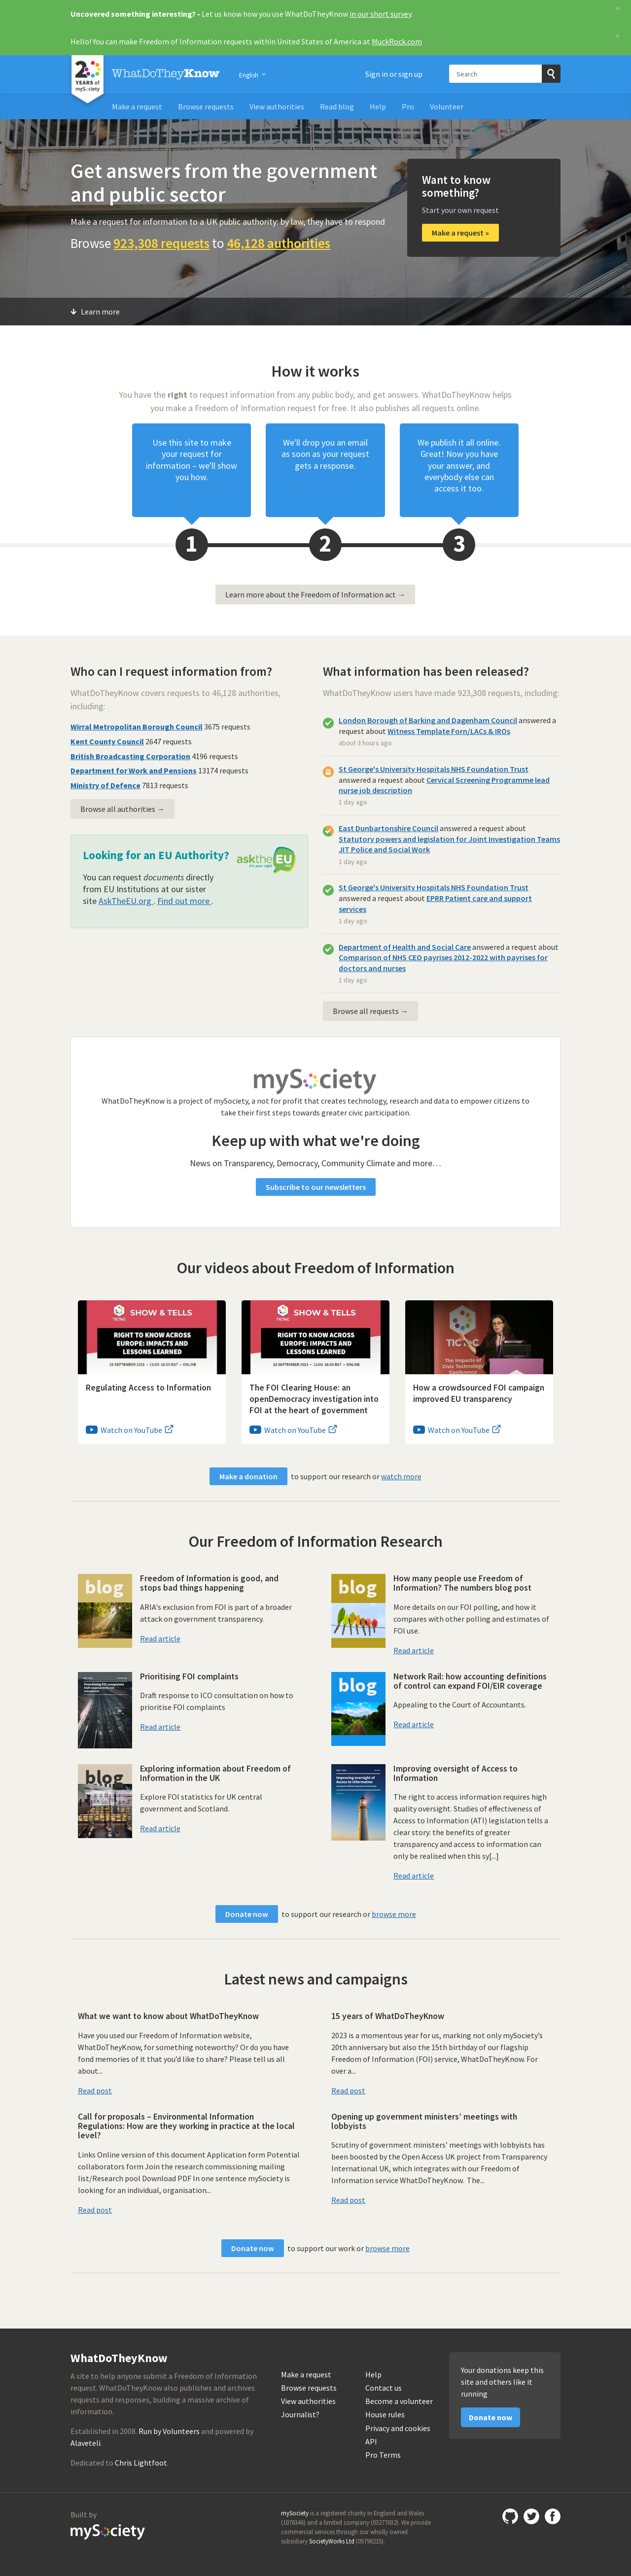 Uncovered something interesting? - Let us know how you use WhatDoTheyKnow in our short survey.
Hello! You can make Freedom of Information requests within United States of America at MuckRock.com
20
YEARS of
mySociety
WhatDoTheyKnow
English
Sign in or sign up
Search
Make a request
Browse requests
View authorities
Read blog
Help
Pro
Volunteer
Get answers from the government
and public sector
Make a request for information to a UK public authority: by law, they have to respond
Browse 923,308 requests to 46,128 authorities
Want to know
something?
Start your own request
Make a request »
Learn more
How it works
You have the right to request information from any public body, and get answers. WhatDoTheyKnow helps
you make a Freedom of Information request for free. It also publishes all requests online.
Use this site to make
your request for
information – we'll show
you how.
We'll drop you an email
as soon as your request
gets a response.
We publish it all online.
Great! Now you have
your answer, and
everybody else can
access it too.
1
2
3
Learn more about the Freedom of Information act →
Who can I request information from?
WhatDoTheyKnow covers requests to 46,128 authorities,
including:
Wirral Metropolitan Borough Council 3675 requests
Kent County Council 2647 requests
British Broadcasting Corporation 4196 requests
Department for Work and Pensions 13174 requests
Ministry of Defence 7813 requests
Browse all authorities →
Looking for an EU Authority?
asktheEU
it's your right
You can request documents directly
from EU Institutions at our sister
site AskTheEU.org . Find out more .
What information has been released?
WhatDoTheyKnow users have made 923,308 requests, including:
London Borough of Barking and Dagenham Council answered a
request about Witness Template Forn/LACs & IROs
about 3 hours ago
St George's University Hospitals NHS Foundation Trust
answered a request about Cervical Screening Programme lead
nurse job description
1 day ago
East Dunbartonshire Council answered a request about
Statutory powers and legislation for Joint Investigation Teams
JIT Police and Social Work
1 day ago
St George's University Hospitals NHS Foundation Trust
answered a request about EPRR Patient care and support
services
1 day ago
Department of Health and Social Care answered a request about
Comparison of NHS CEO payrises 2012-2022 with payrises for
doctors and nurses
1 day ago
Browse all requests →
mySociety
WhatDoTheyKnow is a project of mySociety, a not for profit that creates technology, research and data to empower citizens to
take their first steps towards greater civic participation.
Keep up with what we're doing
News on Transparency, Democracy, Community Climate and more…
Subscribe to our newsletters
Our videos about Freedom of Information
TICTeC
SHOW & TELLS
RIGHT TO KNOW ACROSS
EUROPE: IMPACTS AND
LESSONS LEARNED
Regulating Access to Information
Watch on YouTube
TICTeC
SHOW & TELLS
RIGHT TO KNOW ACROSS
EUROPE: IMPACTS AND
LESSONS LEARNED
The FOI Clearing House: an
openDemocracy investigation into
FOI at the heart of government
Watch on YouTube
TICTeC
The Impacts of
Civic Technology
Conference
How a crowdsourced FOI campaign
improved EU transparency
Watch on YouTube
Make a donation to support our research or watch more
Our Freedom of Information Research
blog
Freedom of Information is good, and
stops bad things happening
ARIA's exclusion from FOI is part of a broader
attack on government transparency.
Read article
blog
How many people use Freedom of
Information? The numbers blog post
More details on our FOI polling, and how it
compares with other polling and estimates of
FOI use.
Read article
Prioritising FOI complaints
Prioritising FOI complaints
Draft response to ICO consultation on how to
prioritise FOI complaints
Read article
blog
Network Rail: how accounting definitions
of control can expand FOI/EIR coverage
Appealing to the Court of Accountants.
Read article
blog
Exploring information about Freedom of
Information in the UK
Explore FOI statistics for UK central
government and Scotland.
Read article
Improving oversight of
Access to Information
Improving oversight of Access to
Information
The right to access information requires high
quality oversight. Studies of effectiveness of
Access to Information (ATI) legislation tells a
clear story: the benefits of greater
transparency and access to information can
only be realised when this sy[...]
Read article
Donate now to support our research or browse more
Latest news and campaigns
What we want to know about WhatDoTheyKnow
Have you used our Freedom of Information website,
WhatDoTheyKnow, for something noteworthy? Or do you have
fond memories of it that you'd like to share? Please tell us all
about...
Read post
15 years of WhatDoTheyKnow
2023 is a momentous year for us, marking not only mySociety's
20th anniversary but also the 15th birthday of our flagship
Freedom of Information (FOI) service, WhatDoTheyKnow. For
over a...
Read post
Call for proposals – Environmental Information
Regulations: How are they working in practice at the local
level?
Links Online version of this document Application form Potential
collaborators form Join the research commissioning mailing
list/Research pool Download PDF In one sentence mySociety is
looking for an individual, organisation...
Read post
Opening up government ministers' meetings with
lobbyists
Scrutiny of government ministers' meetings with lobbyists has
been boosted by the Open Access UK project from Transparency
International UK, which integrates with our Freedom of
Information service WhatDoTheyKnow. The...
Read post
Donate now to support our work or browse more
WhatDoTheyKnow
A site to help anyone submit a Freedom of Information
request. WhatDoTheyKnow also publishes and archives
requests and responses, building a massive archive of
information.
Established in 2008. Run by Volunteers and powered by
Alaveteli.
Dedicated to Chris Lightfoot.
Make a request
Browse requests
View authorities
Journalist?
Help
Contact us
Become a volunteer
House rules
Privacy and cookies
API
Pro Terms
Your donations keep this
site and others like it
running
Donate now
Built by
mySociety
mySociety is a registered charity in England and Wales
(1076346) and a limited company (03277032). We provide
commercial services through our wholly owned
subsidiary SocietyWorks Ltd (05798215).